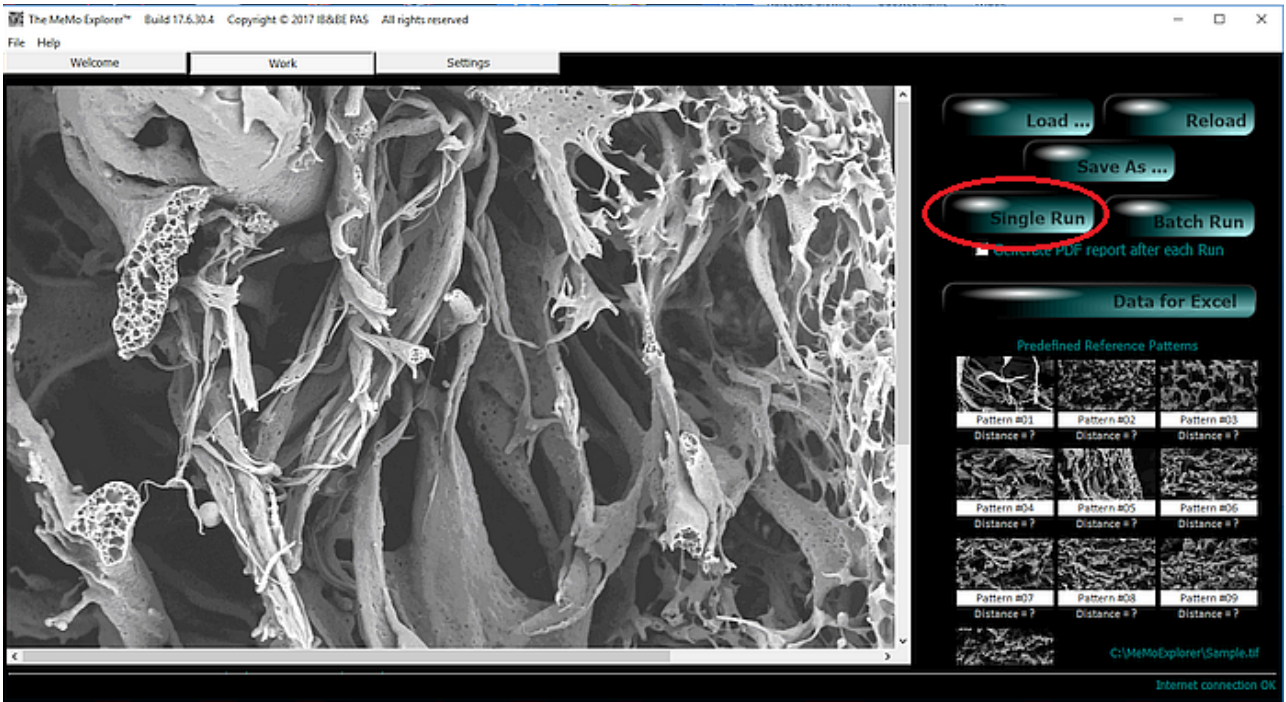 The MeMo Explorer™ Build 17.6.30.4 Copyright © 2017 IB&BE PAS All rights reserved
File Help
Welcome Work Settings
Load ... Reload
Save As ...
Single Run Batch Run
Generate PDF report after each Run
Data for Excel
Predefined Reference Patterns
Pattern #01 Pattern #02 Pattern #03
Distance = ? Distance = ? Distance = ?
Pattern #04 Pattern #05 Pattern #06
Distance = ? Distance = ? Distance = ?
Pattern #07 Pattern #08 Pattern #09
Distance = ? Distance = ? Distance = ?
C:\MeMoExplorer\Sample.tif
Internet connection OK